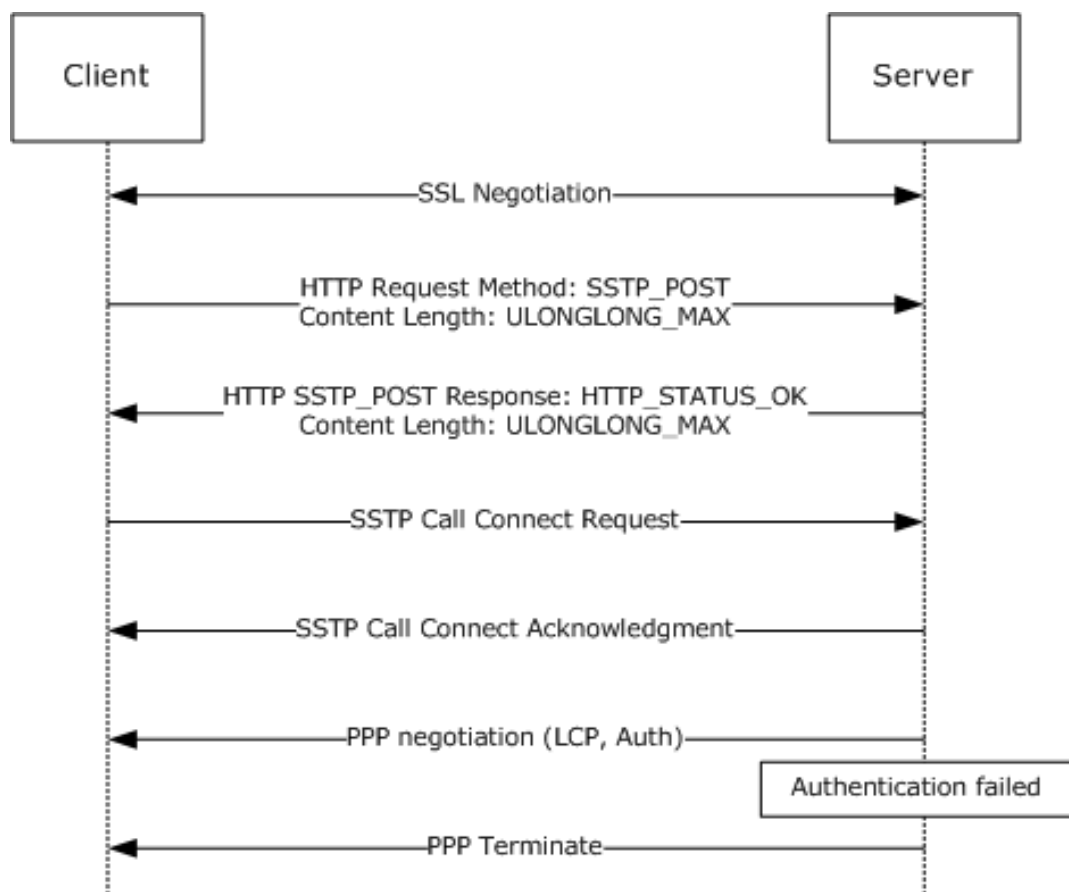 Client
Server
SSL Negotiation
HTTP Request Method: SSTP_POST
Content Length: ULONGLONG_MAX
HTTP SSTP_POST Response: HTTP_STATUS_OK
Content Length: ULONGLONG_MAX
SSTP Call Connect Request
SSTP Call Connect Acknowledgment
PPP negotiation (LCP, Auth)
Authentication failed
PPP Terminate